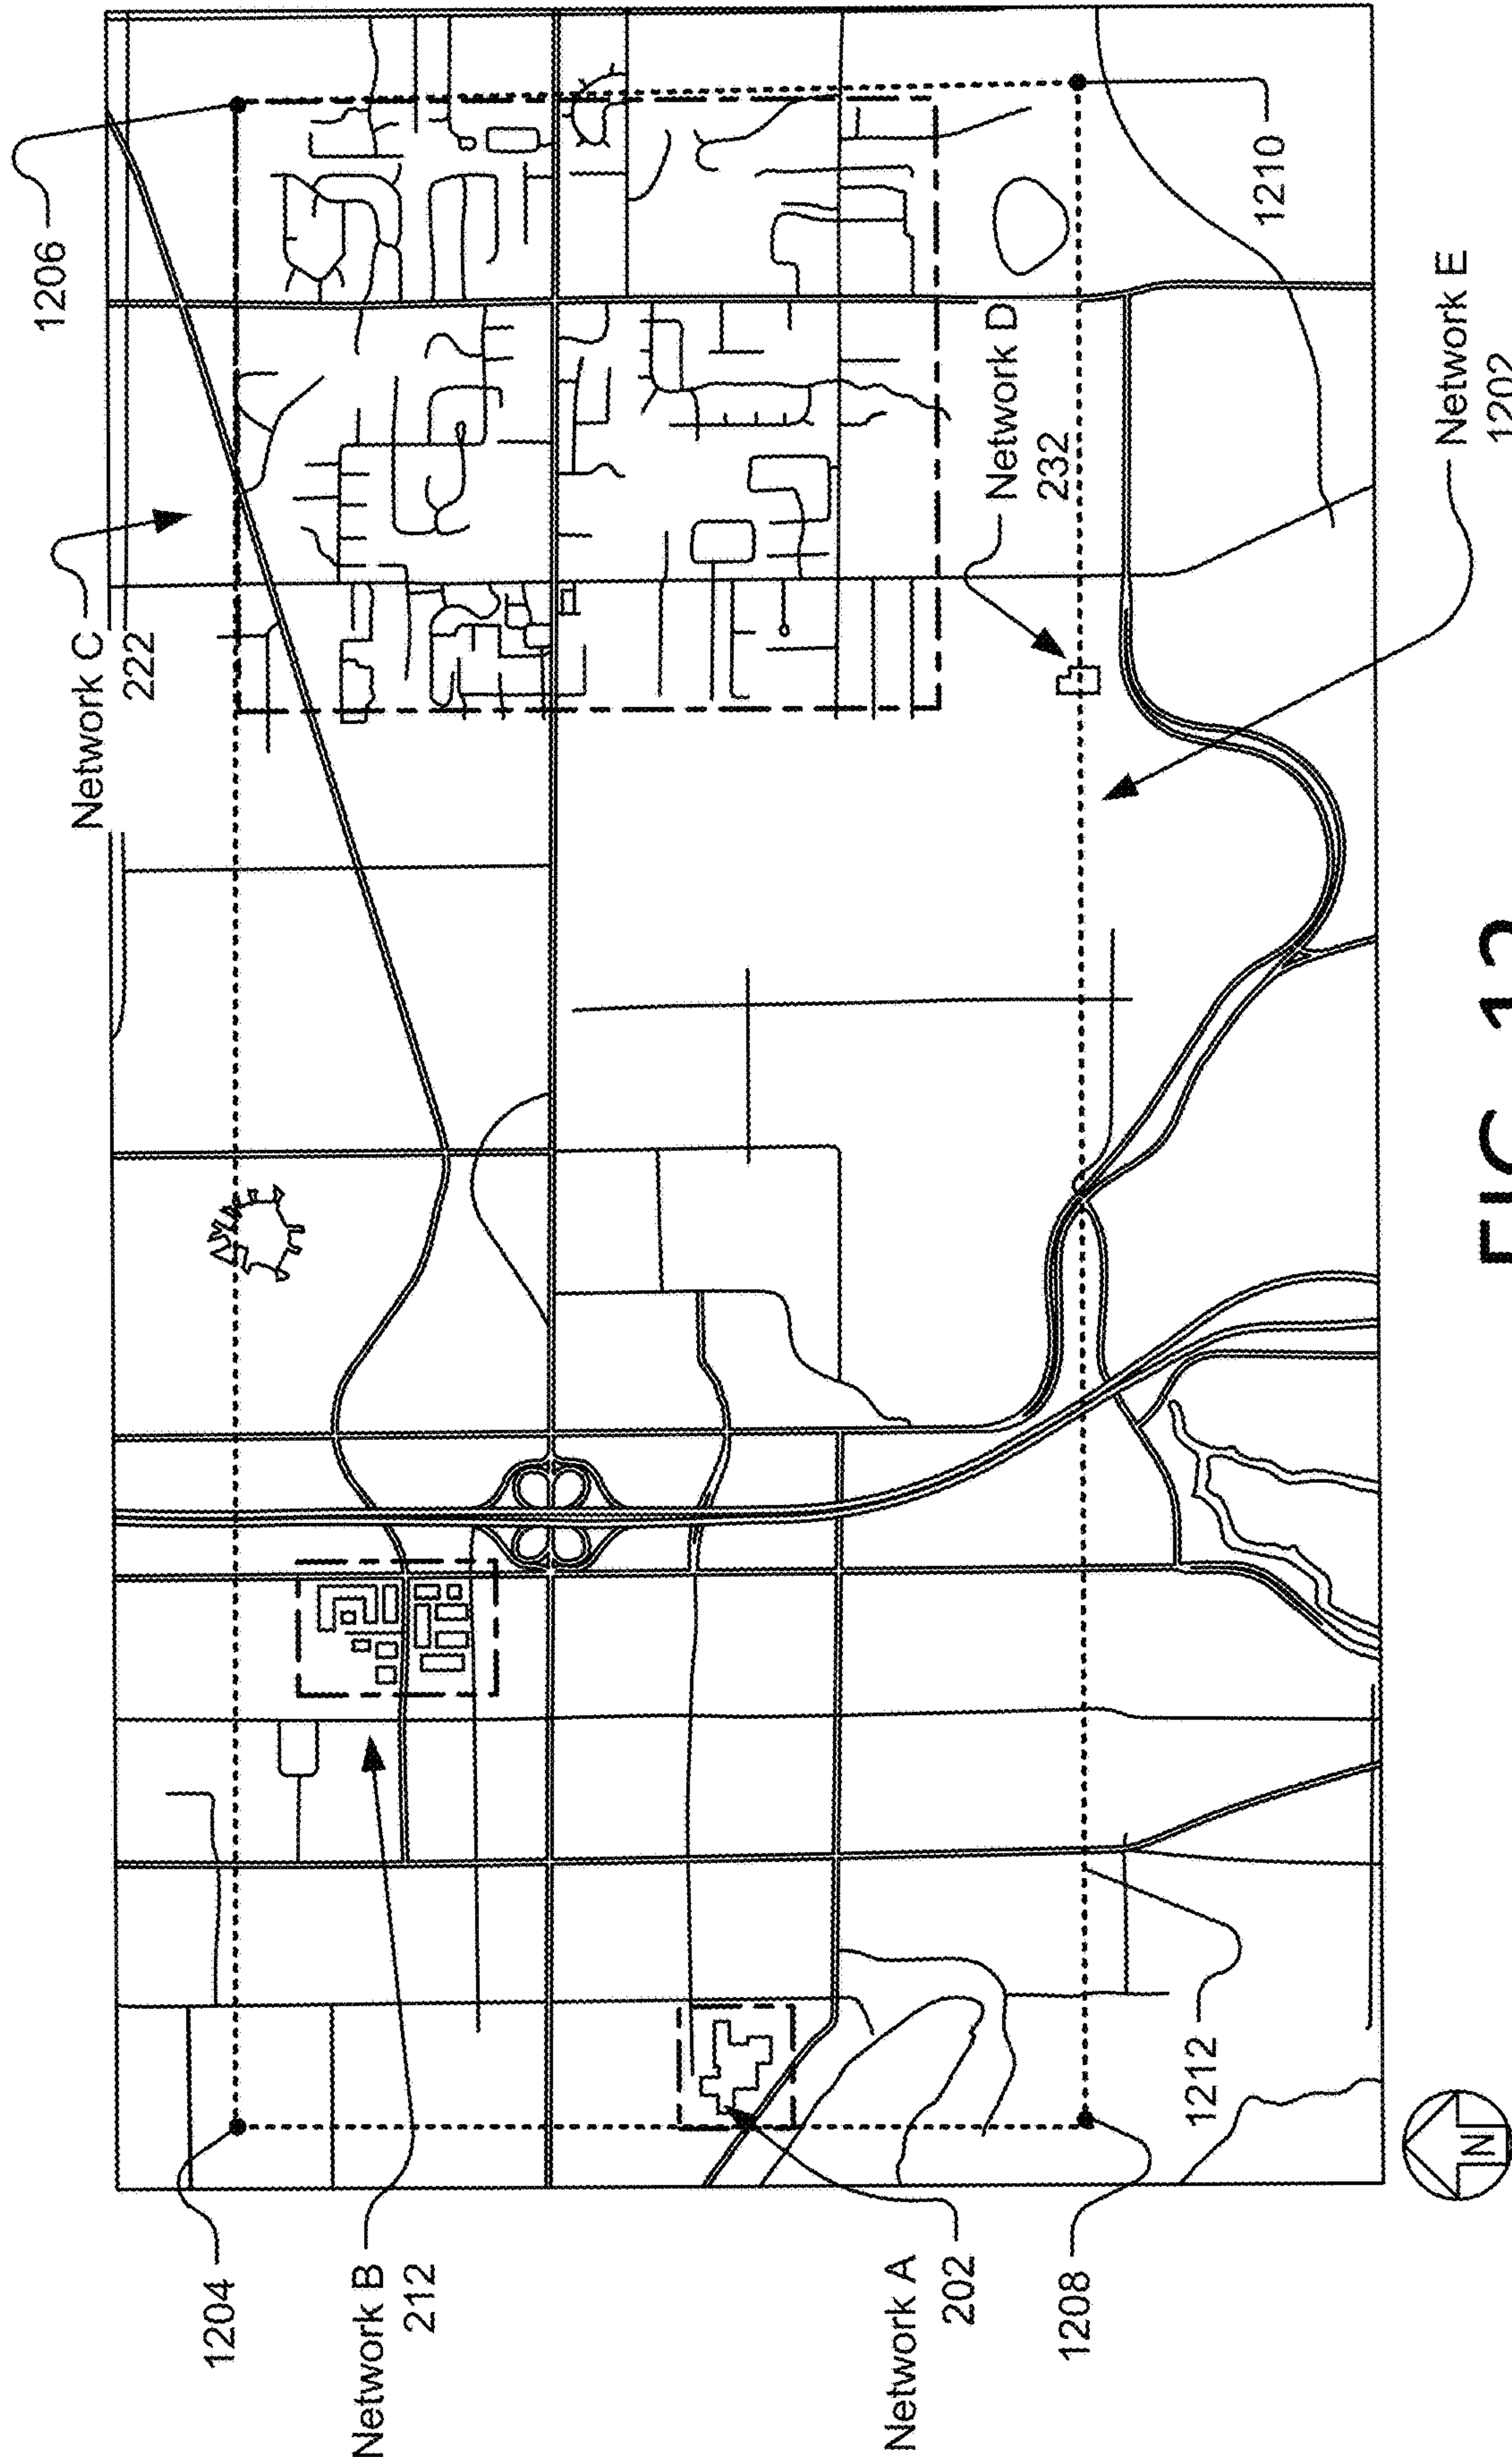 1206
Network C
222
1204
Network B
212
Network A
202
Network D
232
1208
1212
1210
Network E
1202
N
FIG. 12